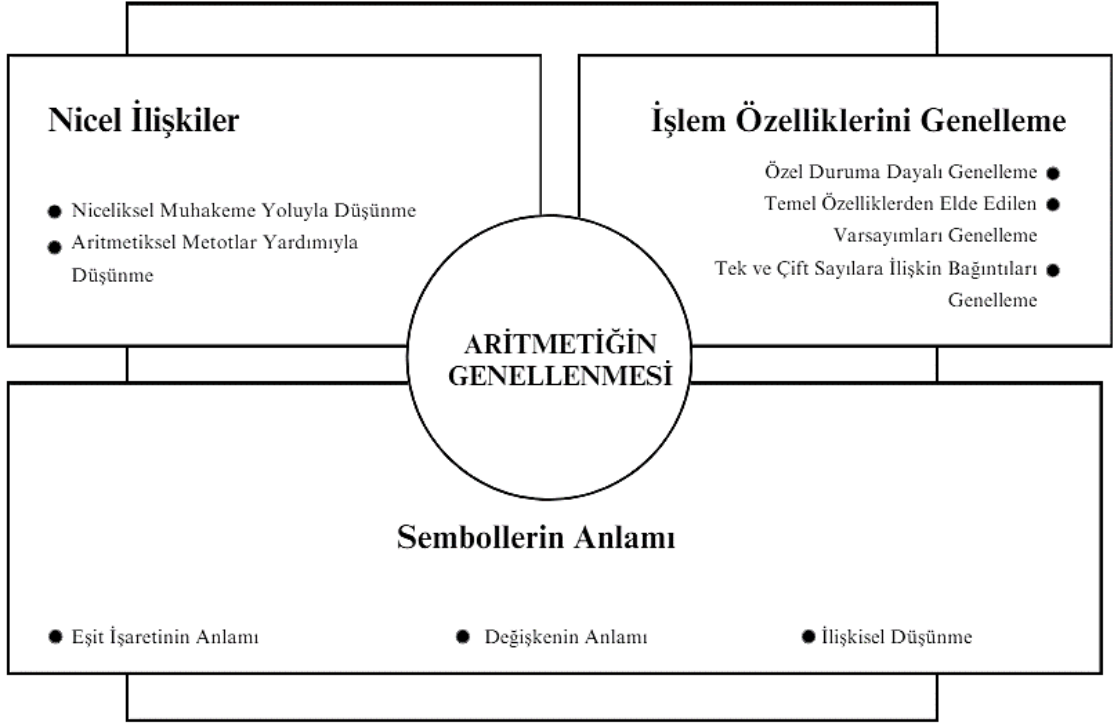 Nicel İlişkiler
Niceliksel Muhakeme Yoluyla Düşünme
Aritmetiksel Metotlar Yardımıyla
Düşünme
İşlem Özelliklerini Genelleme
Özel Duruma Dayalı Genelleme
Temel Özelliklerden Elde Edilen
Varsayımları Genelleme
Tek ve Çift Sayılara İlişkin Bağıntıları
Genelleme
ARİTMETİĞİN
GENELLENMESİ
Sembollerin Anlamı
Eşit İşaretinin Anlamı
Değişkenin Anlamı
İlişkisel Düşünme